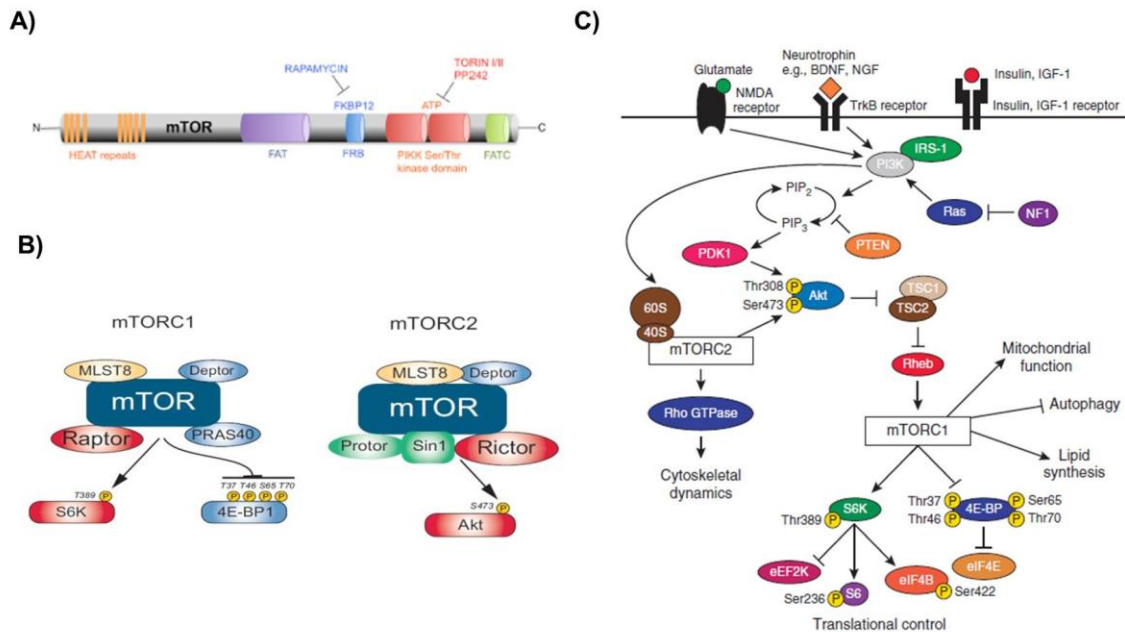 A)
RAPAMYCIN
TORIN I/II
PP242
FKBP12
ATP
N
mTOR
C
HEAT repeats
FAT
FRB
PIKK Ser/Thr
kinase domain
FATC
B)
mTORC1
MLST8
Deptor
mTOR
Raptor
PRAS40
T389
P
S6K
T37 T46 S65 T70
P P P P
4E-BP1
mTORC2
MLST8
Deptor
mTOR
Protor
Sin1
Rictor
S473
P
Akt
C)
Glutamate
NMDA
receptor
Neurotrophin
e.g., BDNF, NGF
TrkB receptor
Insulin, IGF-1
Insulin, IGF-1 receptor
IRS-1
PI3K
PIP2
PIP3
Ras
NF1
PTEN
PDK1
Thr308
P
Ser473
P
Akt
TSC1
TSC2
60S
40S
mTORC2
Rheb
Rho GTPase
Cytoskeletal
dynamics
mTORC1
Mitochondrial
function
Autophagy
Lipid
synthesis
Thr389
P
S6K
Thr37
P
Thr46
P
4E-BP
P
Ser65
P
Thr70
eEF2K
Ser236
P
S6
eIF4B
P
Ser422
eIF4E
Translational control